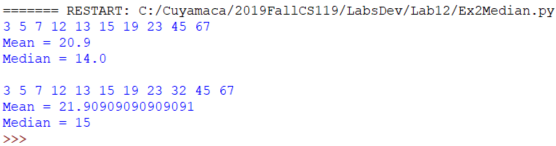 ======= RESTART: C:/Cuyamaca/2019FallCS119/LabsDev/Lab12/Ex2Median.py
3 5 7 12 13 15 19 23 45 67
Mean = 20.9
Median = 14.0
3 5 7 12 13 15 19 23 32 45 67
Mean = 21.90909090909091
Median = 15
>>>